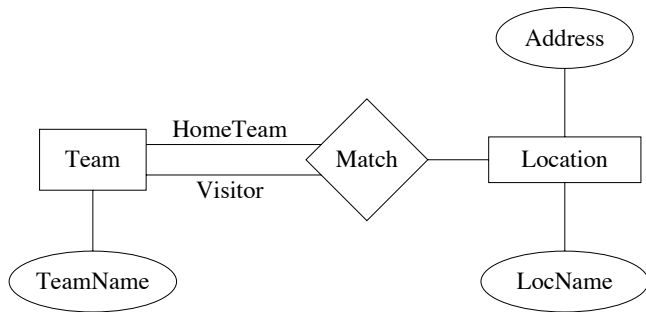 Address
HomeTeam
Team
Match
Location
Visitor
TeamName
LocName